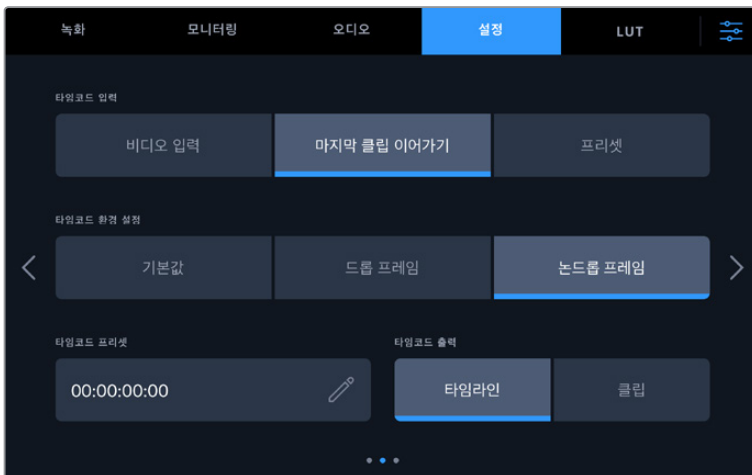 녹화 모니터링 오디오 설정 LUT
타임코드 입력
비디오 입력 마지막 클립 이어가기 프리셋
타임코드 환경 설정
기본값 드롭 프레임 논드롭 프레임
타임코드 프리셋 타임코드 출력
00:00:00:00 타임라인 클립